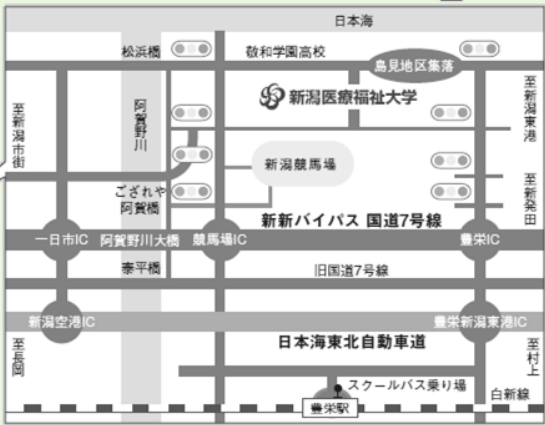 日本海
松浜橋
敬和学園高校
島見地区集落
至新潟市街
阿賀野川
新潟医療福祉大学
至新潟東港
新潟競馬場
ござれや
阿賀橋
至新発田
新新バイパス 国道7号線
一日市IC
阿賀野川大橋
競馬場IC
豊栄IC
泰平橋
旧国道7号線
新潟空港IC
豊栄新潟東港IC
至長岡
日本海東北自動車道
至村上
スクールバス乗り場
白新線
豊栄駅